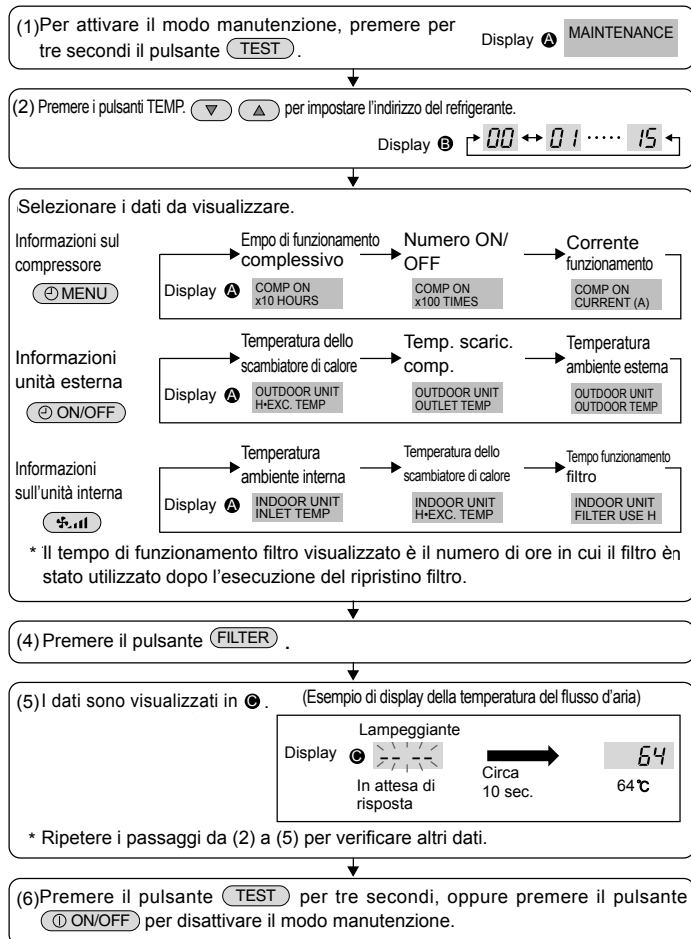 (1)Per attivare il modo manutenzione, premere per
tre secondi il pulsante TEST.
Display A MAINTENANCE
(2) Premere i pulsanti TEMP. ▼ ▲ per impostare l'indirizzo del refrigerante.
Display B 00 ↔ 01 ····· 15
Selezionare i dati da visualizzare.
Informazioni sul
compressore
MENU
Empo di funzionamento
complessivo
Numero ON/
OFF
Corrente
funzionamento
Display A
COMP ON
x10 HOURS
COMP ON
x100 TIMES
COMP ON
CURRENT (A)
Informazioni
unità esterna
ON/OFF
Temperatura dello
scambiatore di calore
Temp. scaric.
comp.
Temperatura
ambiente esterna
Display A
OUTDOOR UNIT
H•EXC. TEMP
OUTDOOR UNIT
OUTLET TEMP
OUTDOOR UNIT
OUTDOOR TEMP
Informazioni
sull'unità interna
Temperatura
ambiente interna
Temperatura dello
scambiatore di calore
Tempo funzionamento
filtro
Display A
INDOOR UNIT
INLET TEMP
INDOOR UNIT
H•EXC. TEMP
INDOOR UNIT
FILTER USE H
* Il tempo di funzionamento filtro visualizzato è il numero di ore in cui il filtro èn
stato utilizzato dopo l'esecuzione del ripristino filtro.
(4) Premere il pulsante FILTER .
(5) I dati sono visualizzati in C.
(Esempio di display della temperatura del flusso d'aria)
Lampeggiante
Display C -- --
In attesa di
risposta
Circa
10 sec.
64
64℃
* Ripetere i passaggi da (2) a (5) per verificare altri dati.
(6)Premere il pulsante TEST per tre secondi, oppure premere il pulsante
ON/OFF per disattivare il modo manutenzione.